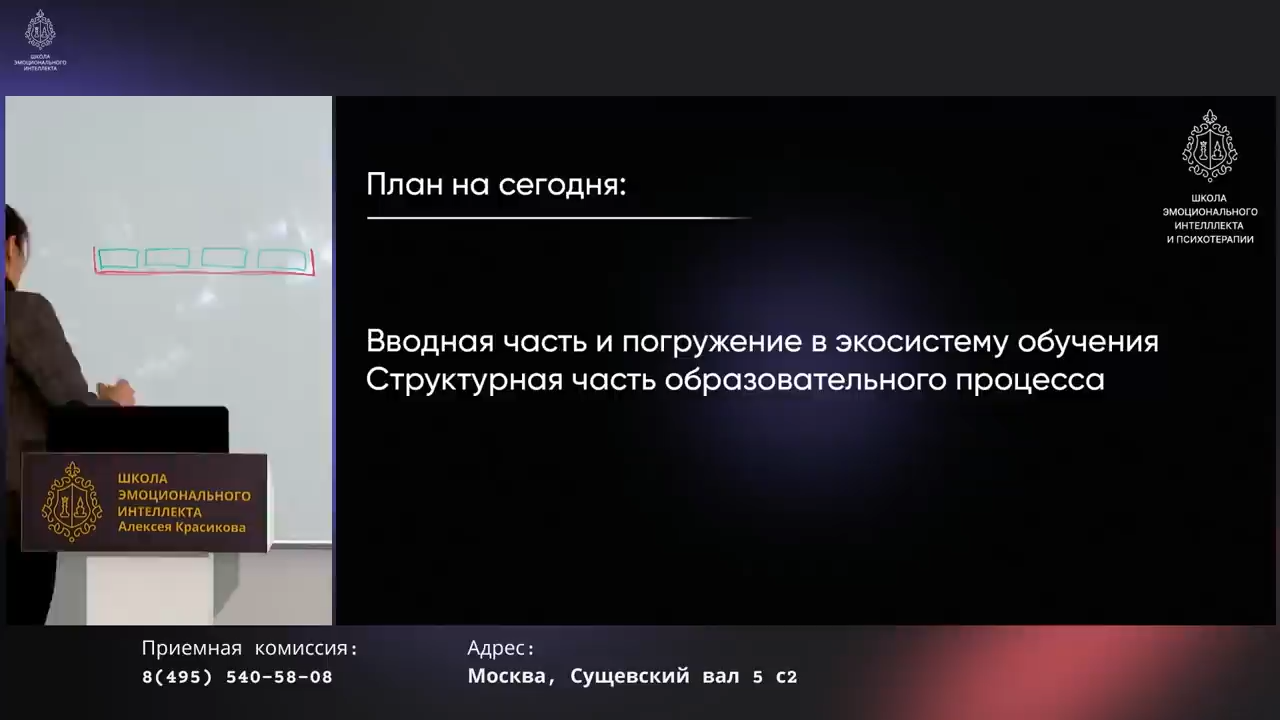 ШКОЛА
ЭМОЦИОНАЛЬНОГО
ИНТЕЛЛЕКТА
План на сегодня:
ШКОЛА
ЭМОЦИОНАЛЬНОГО
ИНТЕЛЛЛЕКТА
И ПСИХОТЕРАПИИ
Вводная часть и погружение в экосистему обучения
Структурная часть образовательного процесса
ШКОЛА
ЭМОЦИОНАЛЬНОГО
ИНТЕЛЛЕКТА
Алексея Красикова
Приемная комиссия:
8(495) 540-58-08
Адрес:
Москва, Сущевский вал 5 с2